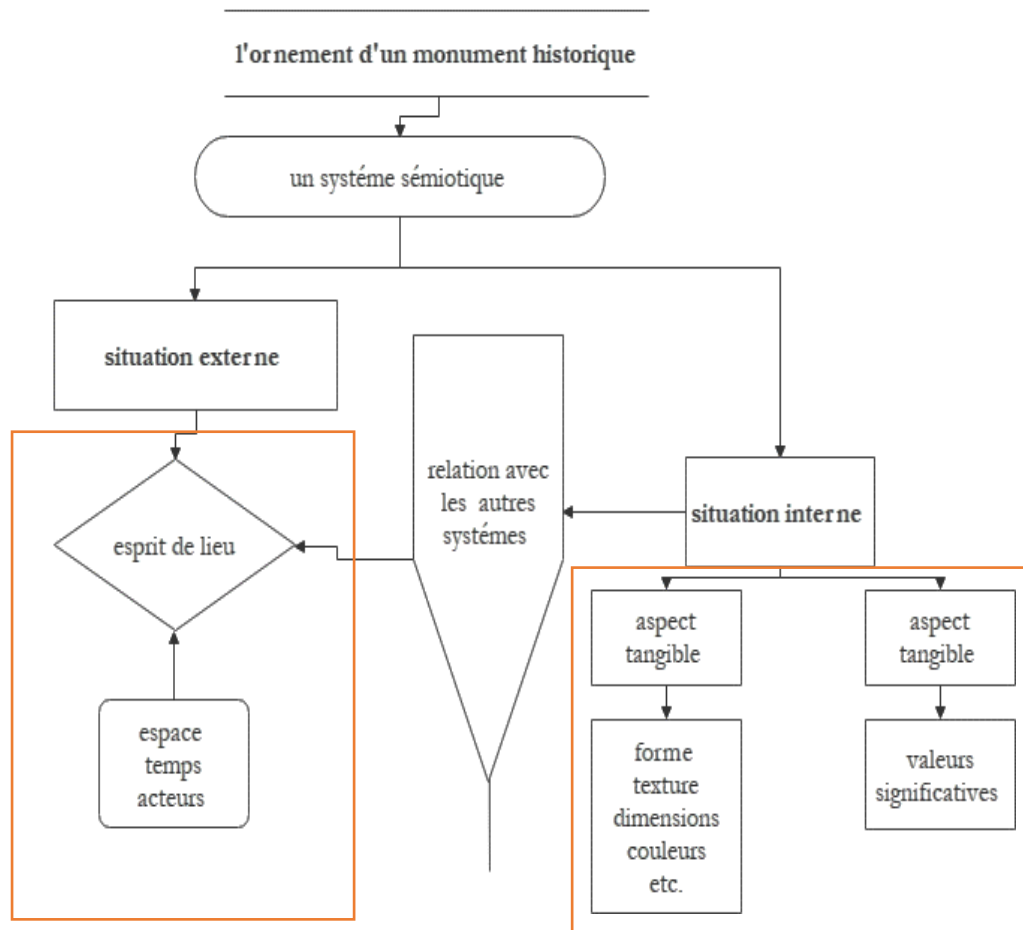 l'ornement d'un monument historique
un systéme sémiotique
situation externe
esprit de lieu
espace
temps
acteurs
relation avec
les autres
systémes
situation interne
aspect
tangible
forme
texture
dimensions
couleurs
etc.
aspect
tangible
valeurs
significatives